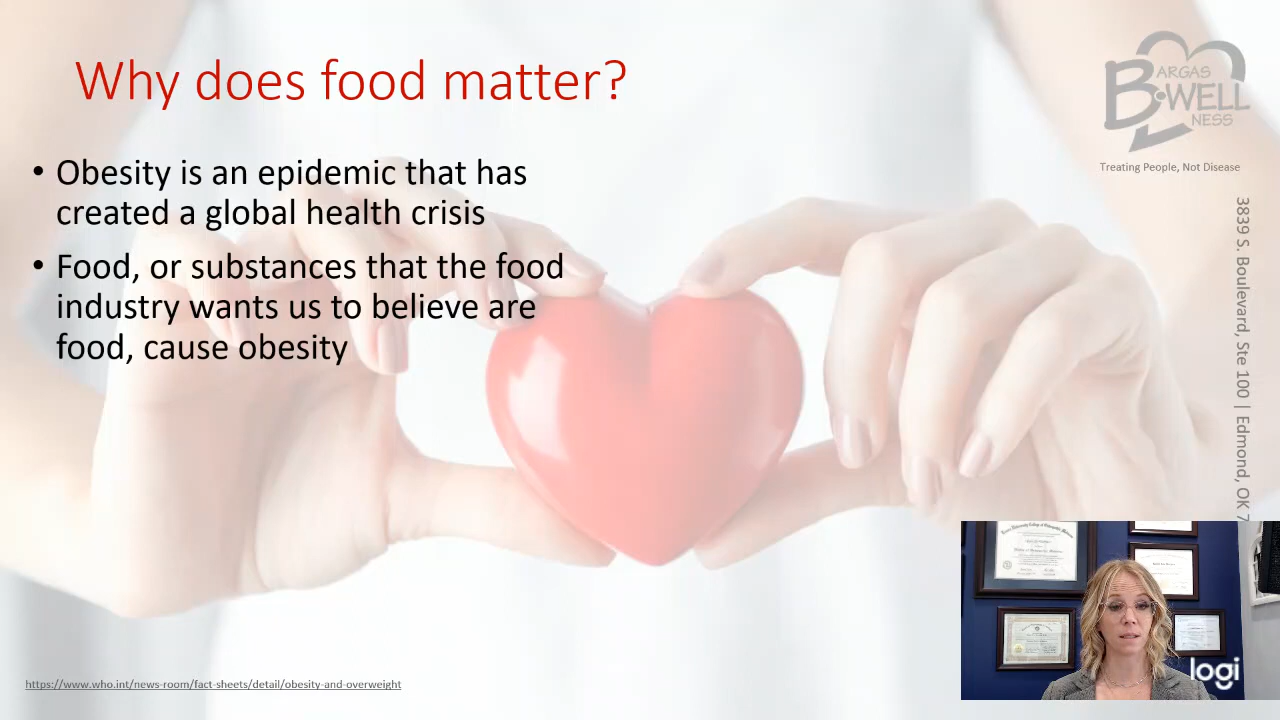 Why does food matter?
BARGAS
B•WELL
NESS
Treating People, Not Disease
• Obesity is an epidemic that has
created a global health crisis
• Food, or substances that the food
industry wants us to believe are
food, cause obesity
3839 S. Boulevard, Ste 100 | Edmond, OK 7
https://www.who.int/news-room/fact-sheets/detail/obesity-and-overweight
logi